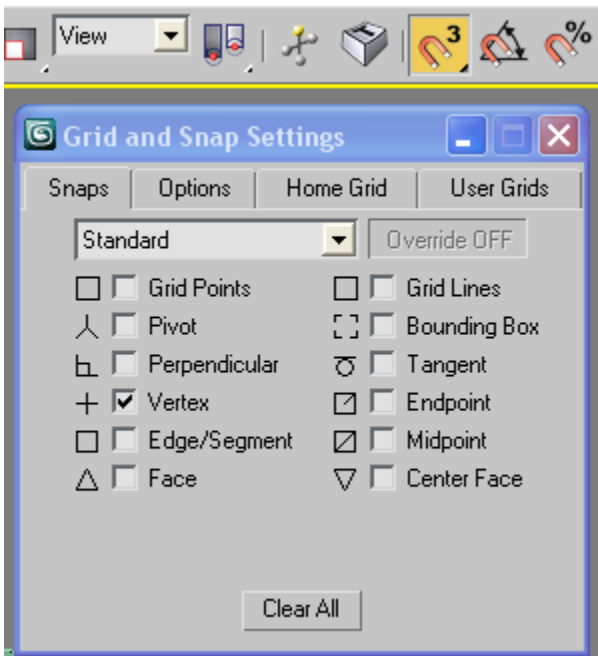 View
3
%
Grid and Snap Settings
Snaps Options Home Grid User Grids
Standard Override OFF
Grid Points Grid Lines
Pivot Bounding Box
Perpendicular Tangent
Vertex Endpoint
Edge/Segment Midpoint
Face Center Face
Clear All